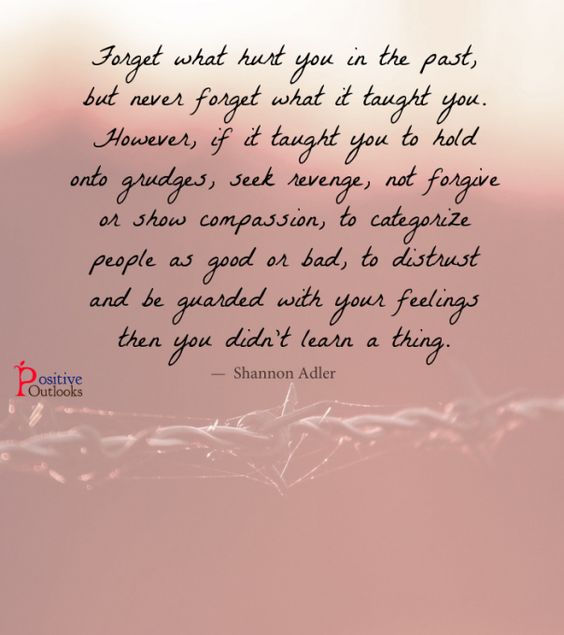 Forget what hurt you in the past,
but never forget what it taught you.
However, if it taught you to hold
onto grudges, seek revenge, not forgive
or show compassion, to categorize
people as good or bad, to distrust
and be guarded with your feelings
then you didn't learn a thing.
— Shannon Adler
Positive
Outlooks